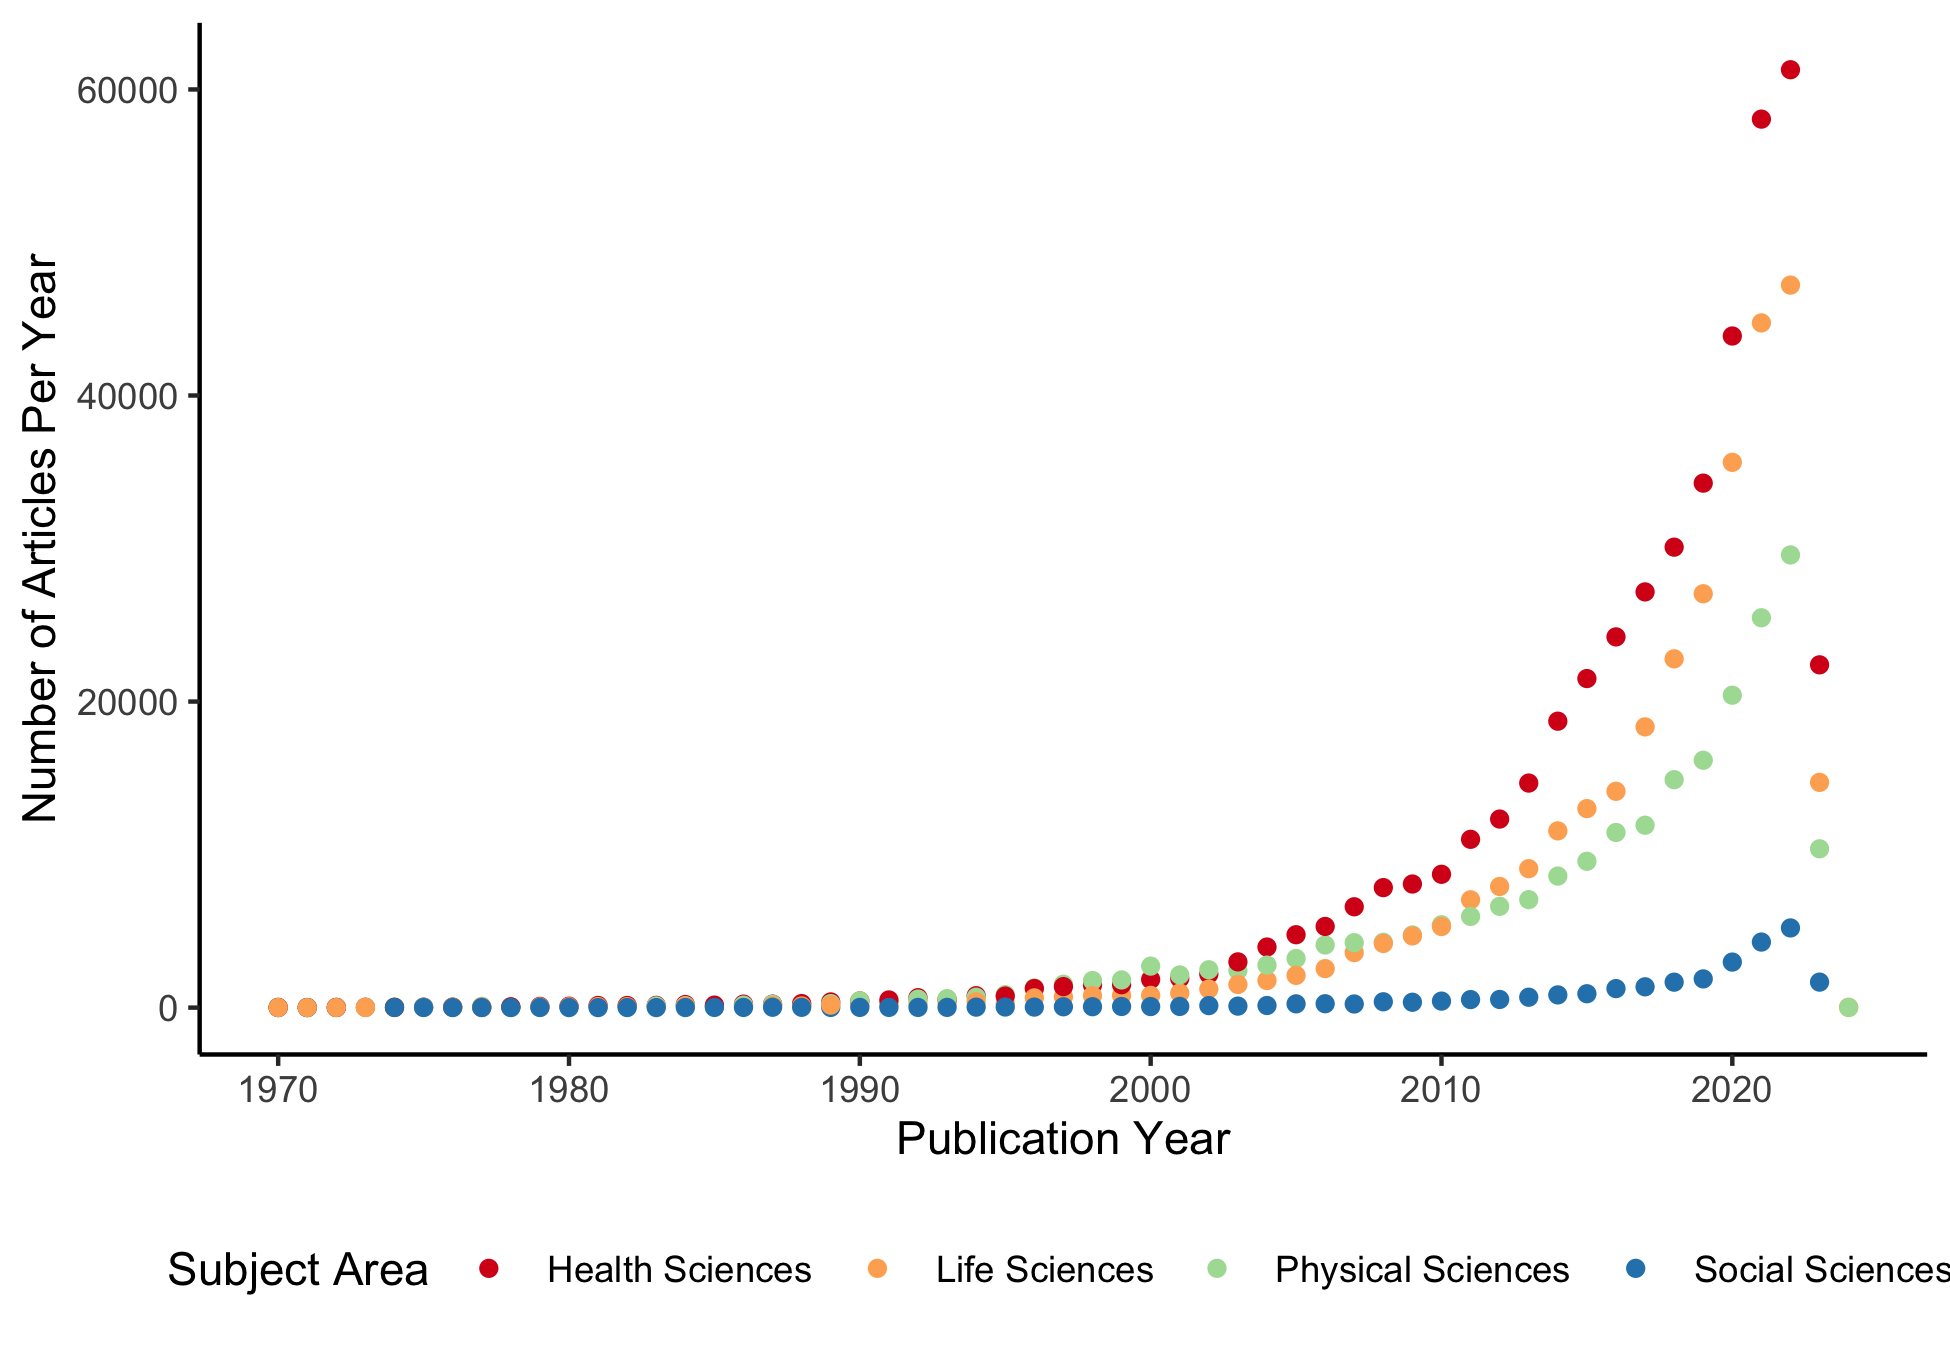 Number of Articles Per Year
60000
40000
20000
0
1970 1980 1990 2000 2010 2020
Publication Year
Subject Area Health Sciences Life Sciences Physical Sciences Social Sciences